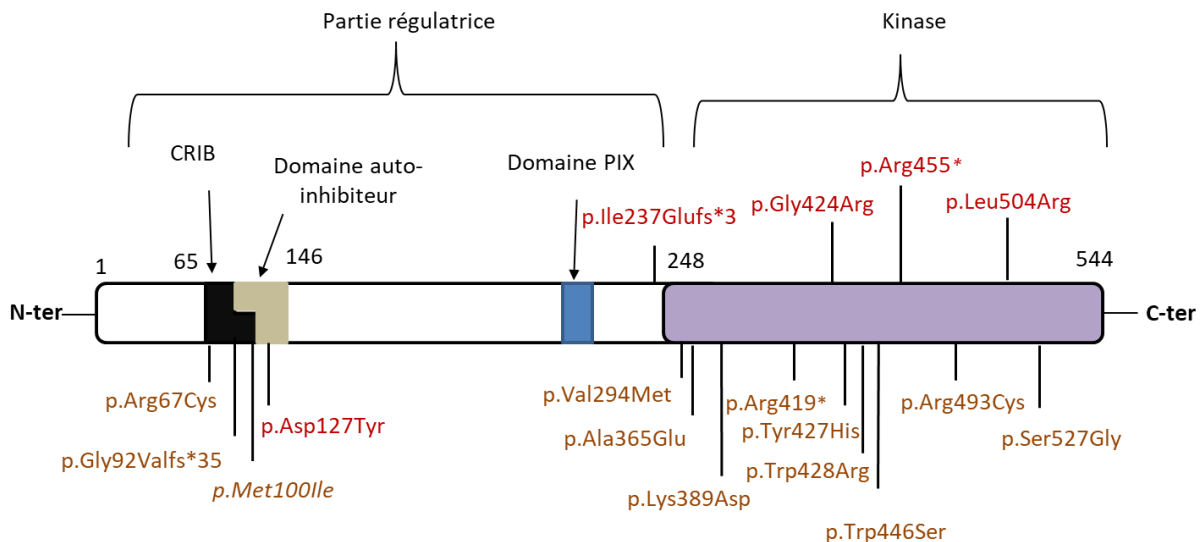 Partie régulatrice
Kinase
CRIB
Domaine auto-
inhibiteur
Domaine PIX
p.Arg455*
p.Ile237Glufs*3
p.Gly424Arg
p.Leu504Arg
1
65
146
248
544
N-ter
C-ter
p.Arg67Cys
p.Asp127Tyr
p.Gly92Valfs*35
p.Met100Ile
p.Val294Met
p.Ala365Glu
p.Lys389Asp
p.Arg419*
p.Tyr427His
p.Trp428Arg
p.Trp446Ser
p.Arg493Cys
p.Ser527Gly